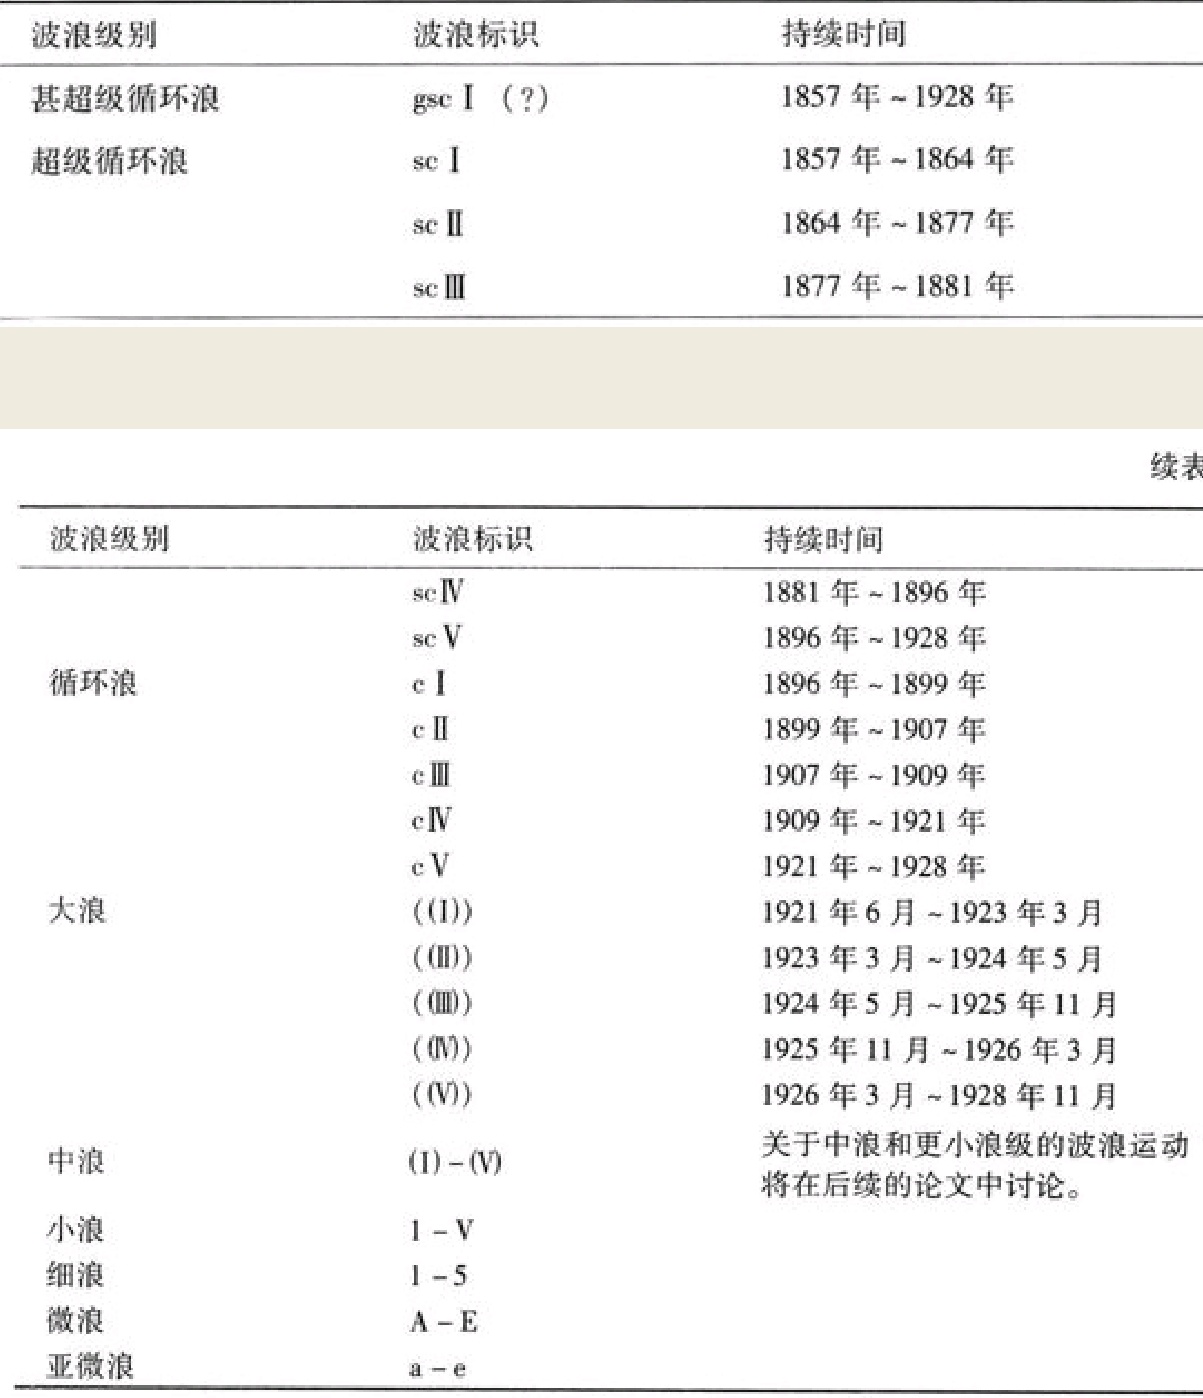 波浪级别 波浪标识 持续时间
甚超级循环浪 gsc Ⅰ (?) 1857 年 ~ 1928 年
超级循环浪 sc Ⅰ 1857 年 ~ 1864 年
sc Ⅱ 1864 年 ~ 1877 年
sc Ⅲ 1877 年 ~ 1881 年
续表
波浪级别 波浪标识 持续时间
sc Ⅳ 1881 年 ~ 1896 年
sc Ⅴ 1896 年 ~ 1928 年
循环浪 c Ⅰ 1896 年 ~ 1899 年
c Ⅱ 1899 年 ~ 1907 年
c Ⅲ 1907 年 ~ 1909 年
c Ⅳ 1909 年 ~ 1921 年
c Ⅴ 1921 年 ~ 1928 年
大浪 ((Ⅰ)) 1921 年 6 月 ~ 1923 年 3 月
((Ⅱ)) 1923 年 3 月 ~ 1924 年 5 月
((Ⅲ)) 1924 年 5 月 ~ 1925 年 11 月
((Ⅳ)) 1925 年 11 月 ~ 1926 年 3 月
((Ⅴ)) 1926 年 3 月 ~ 1928 年 11 月
中浪 (Ⅰ) – (Ⅴ) 关于中浪和更小浪级的波浪运动
将在后续的论文中讨论。
小浪 1 – V
细浪 1 – 5
微浪 A – E
亚微浪 a – e